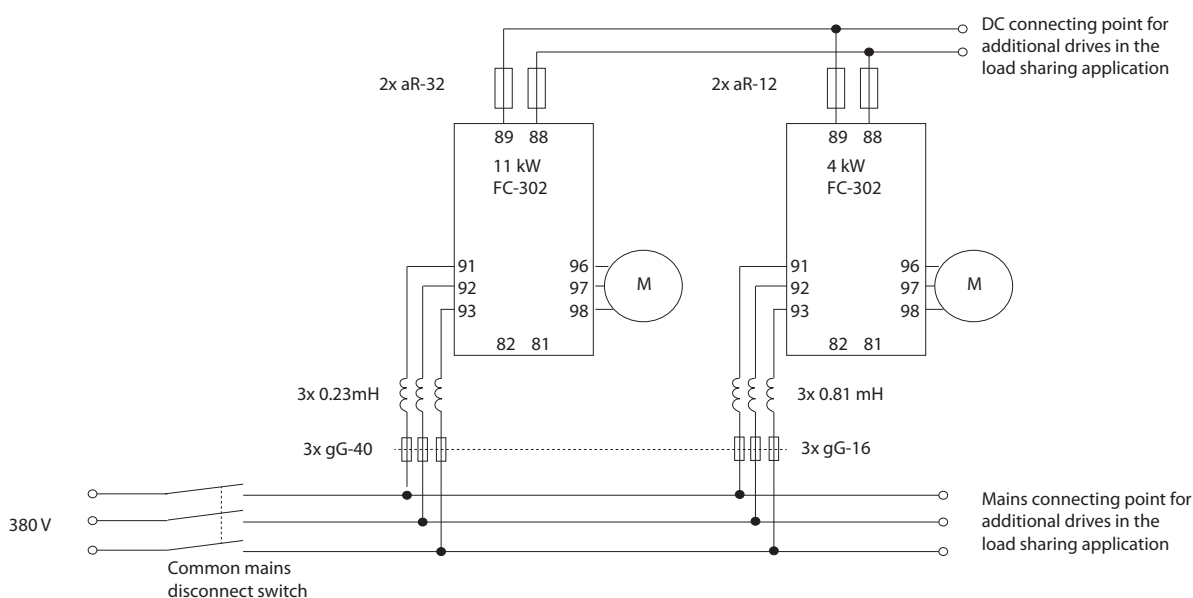 DC connecting point for
additional drives in the
load sharing application
2x aR-32
2x aR-12
89 88
89 88
11 kW
FC-302
4 kW
FC-302
91
92
93
96
97
98
M
91
92
93
96
97
98
M
82 81
82 81
3x 0.23mH
3x 0.81 mH
3x gG-40
3x gG-16
380 V
Mains connecting point for
additional drives in the
load sharing application
Common mains
disconnect switch